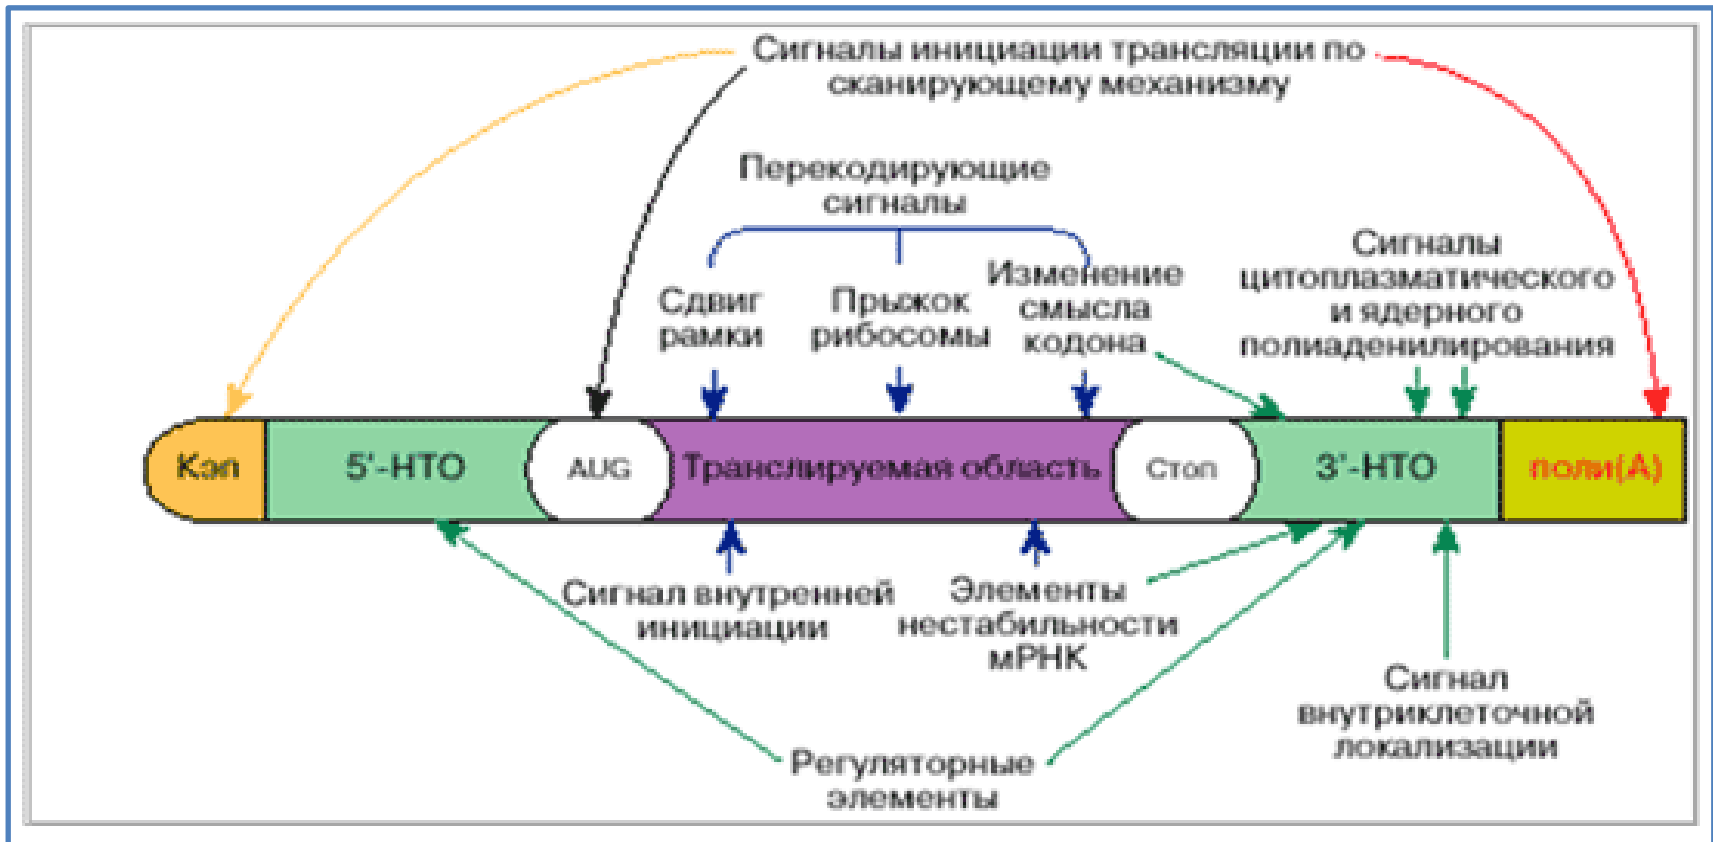 Сигналы инициации трансляции по
сканирующему механизму
Перекодирующие
сигналы
Сдвиг
рамки
Прыжок
рибосомы
Изменение
смысла
кодона
Сигналы
цитоплазматического
и ядерного
полиаденилирования
Кэп
5'-НТО
AUG
Транслируемая область
Стоп
3'-НТО
поли(А)
Сигнал внутренней
инициации
Элементы
нестабильности
мРНК
Сигнал
внутриклеточной
локализации
Регуляторные
элементы